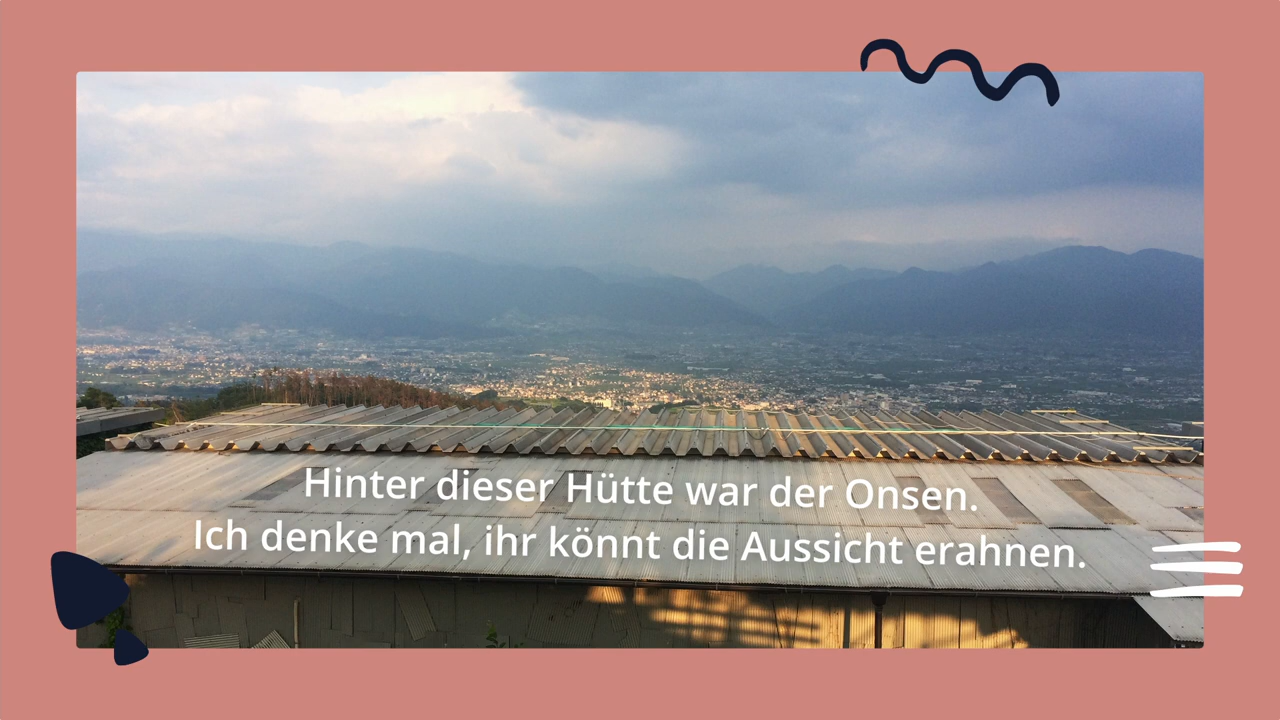 Hinter dieser Hütte war der Onsen.
Ich denke mal, ihr könnt die Aussicht erahnen.